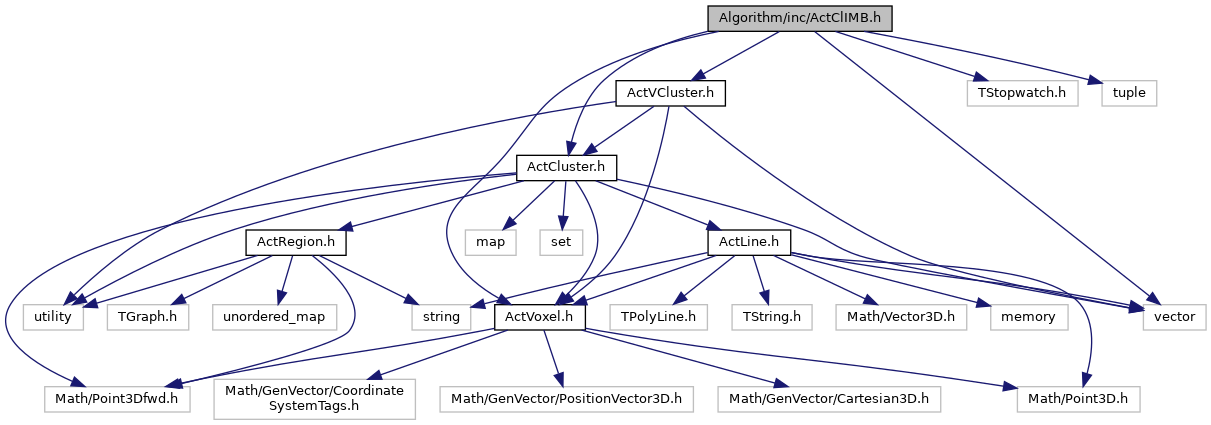 Algorithm/inc/ActClIMB.h
ActVCluster.h
TStopwatch.h
tuple
ActCluster.h
ActRegion.h
map
set
ActLine.h
utility
TGraph.h
unordered_map
string
ActVoxel.h
TPolyLine.h
TString.h
Math/Vector3D.h
memory
vector
Math/Point3Dfwd.h
Math/GenVector/Coordinate
SystemTags.h
Math/GenVector/PositionVector3D.h
Math/GenVector/Cartesian3D.h
Math/Point3D.h